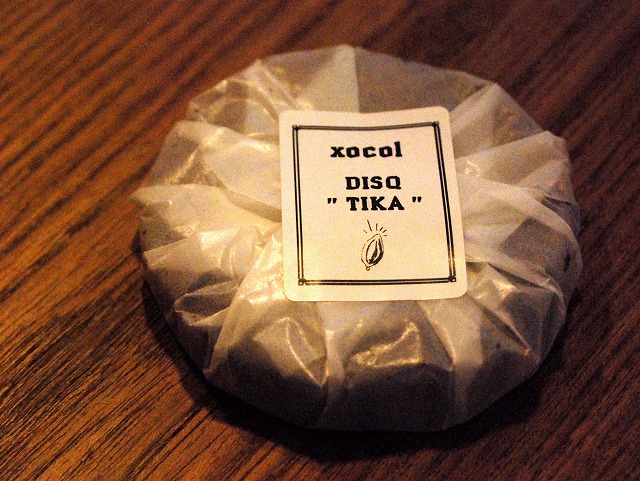 xocol
DISQ
" TIKA "